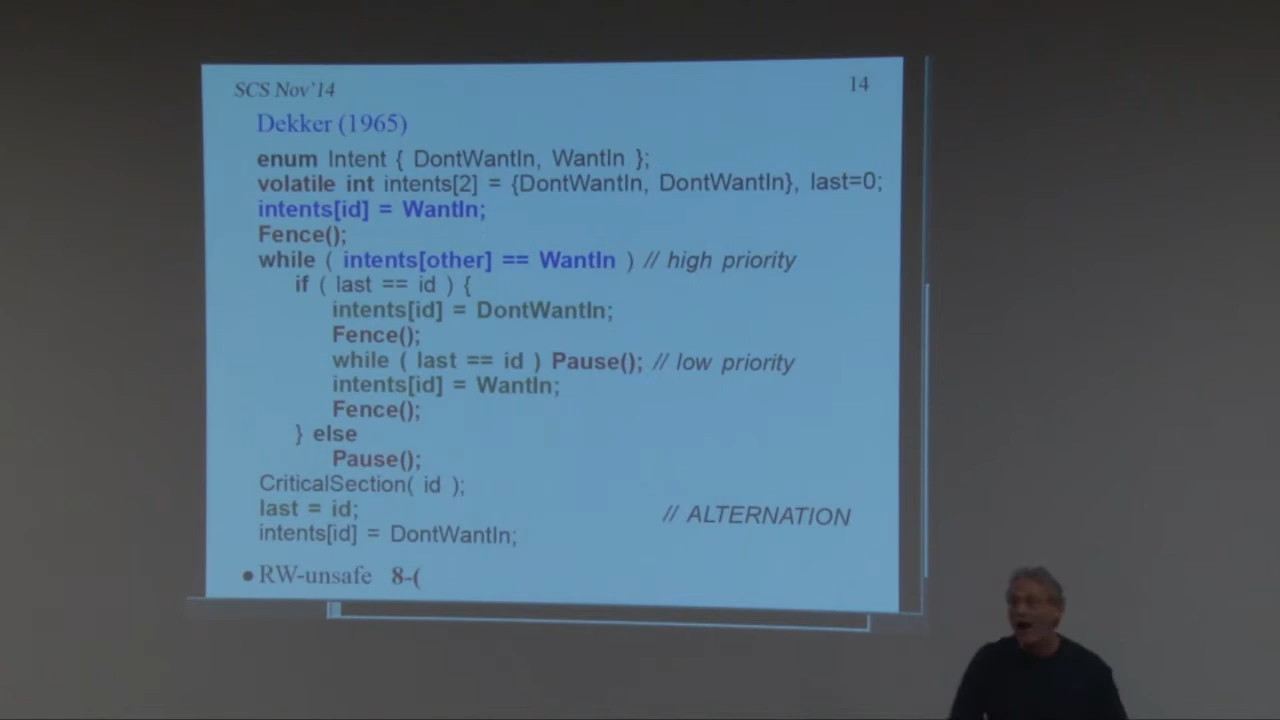 SCS Nov'14
14
Dekker (1965)
enum Intent { DontWantIn, WantIn };
volatile int intents[2] = {DontWantIn, DontWantIn}, last=0;
intents[id] = WantIn;
Fence();
while ( intents[other] == WantIn ) // high priority
if ( last == id ) {
intents[id] = DontWantIn;
Fence();
while ( last == id ) Pause(); // low priority
intents[id] = WantIn;
Fence();
} else
Pause();
CriticalSection( id );
last = id; // ALTERNATION
intents[id] = DontWantIn;
• RW-unsafe 8-(